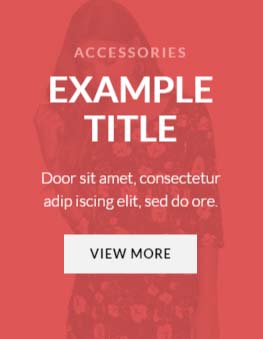 ACCESSORIES
EXAMPLE
TITLE
Door sit amet, consectetur
adip iscing elit, sed do ore.
VIEW MORE